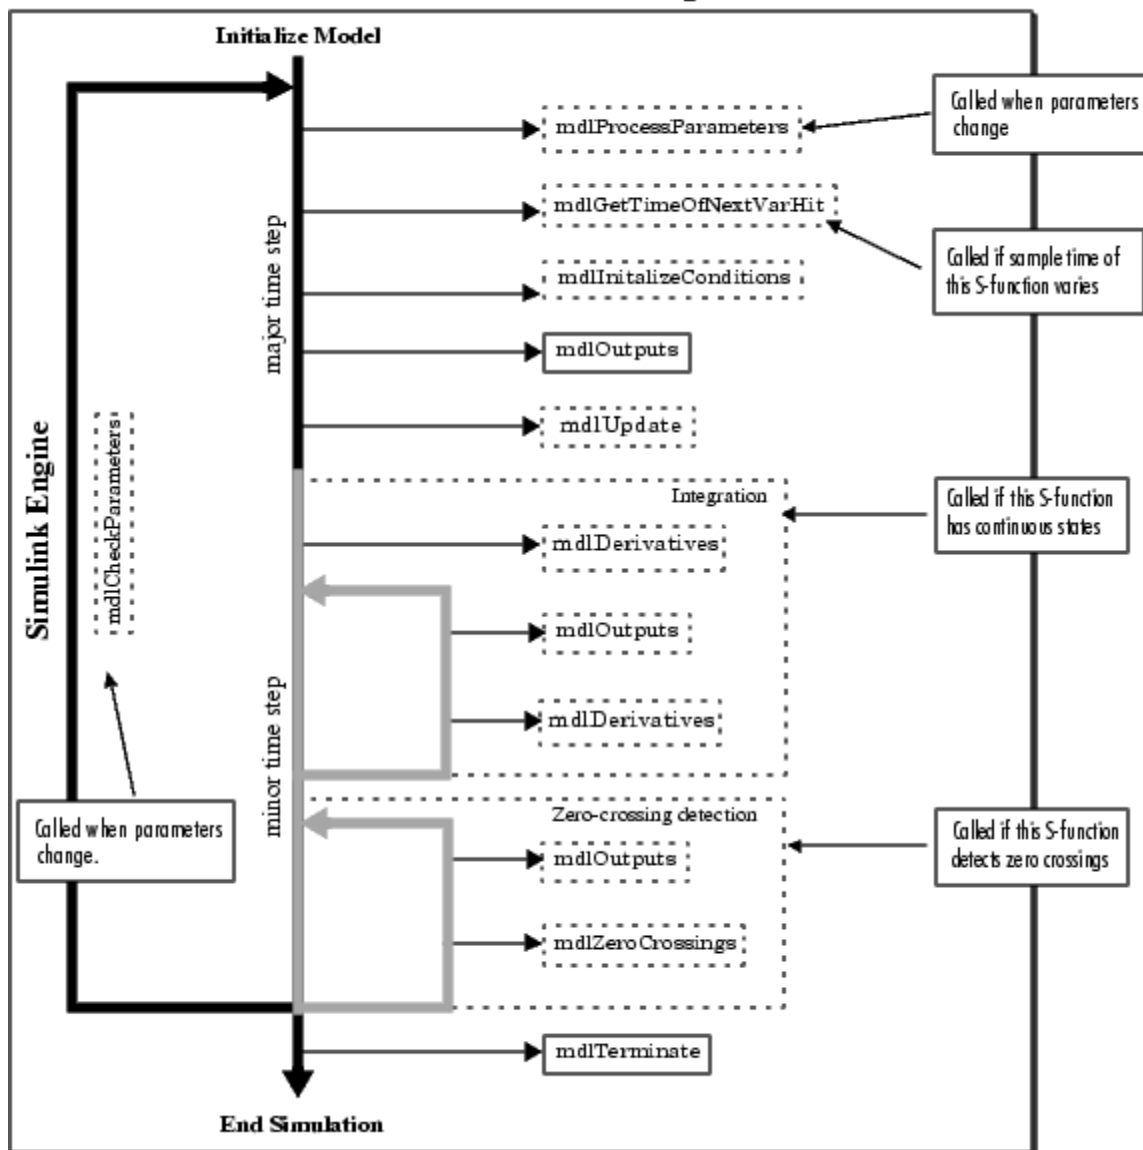 Initialize Model
Called when parameters
change
mdlProcessParameters
mdlGetTimeOfNextVarHit
Called if sample time of
this S-function varies
mdlInitalizeConditions
major time step
mdlOutputs
mdlUpdate
Simulink Engine
mdlCheckParameters
Integration
Called if this S-function
has continuous states
mdlDerivatives
mdlOutputs
mdlDerivatives
minor time step
Called when parameters
change.
Zero-crossing detection
Called if this S-function
detects zero crossings
mdlOutputs
mdlZeroCrossings
mdlTerminate
End Simulation